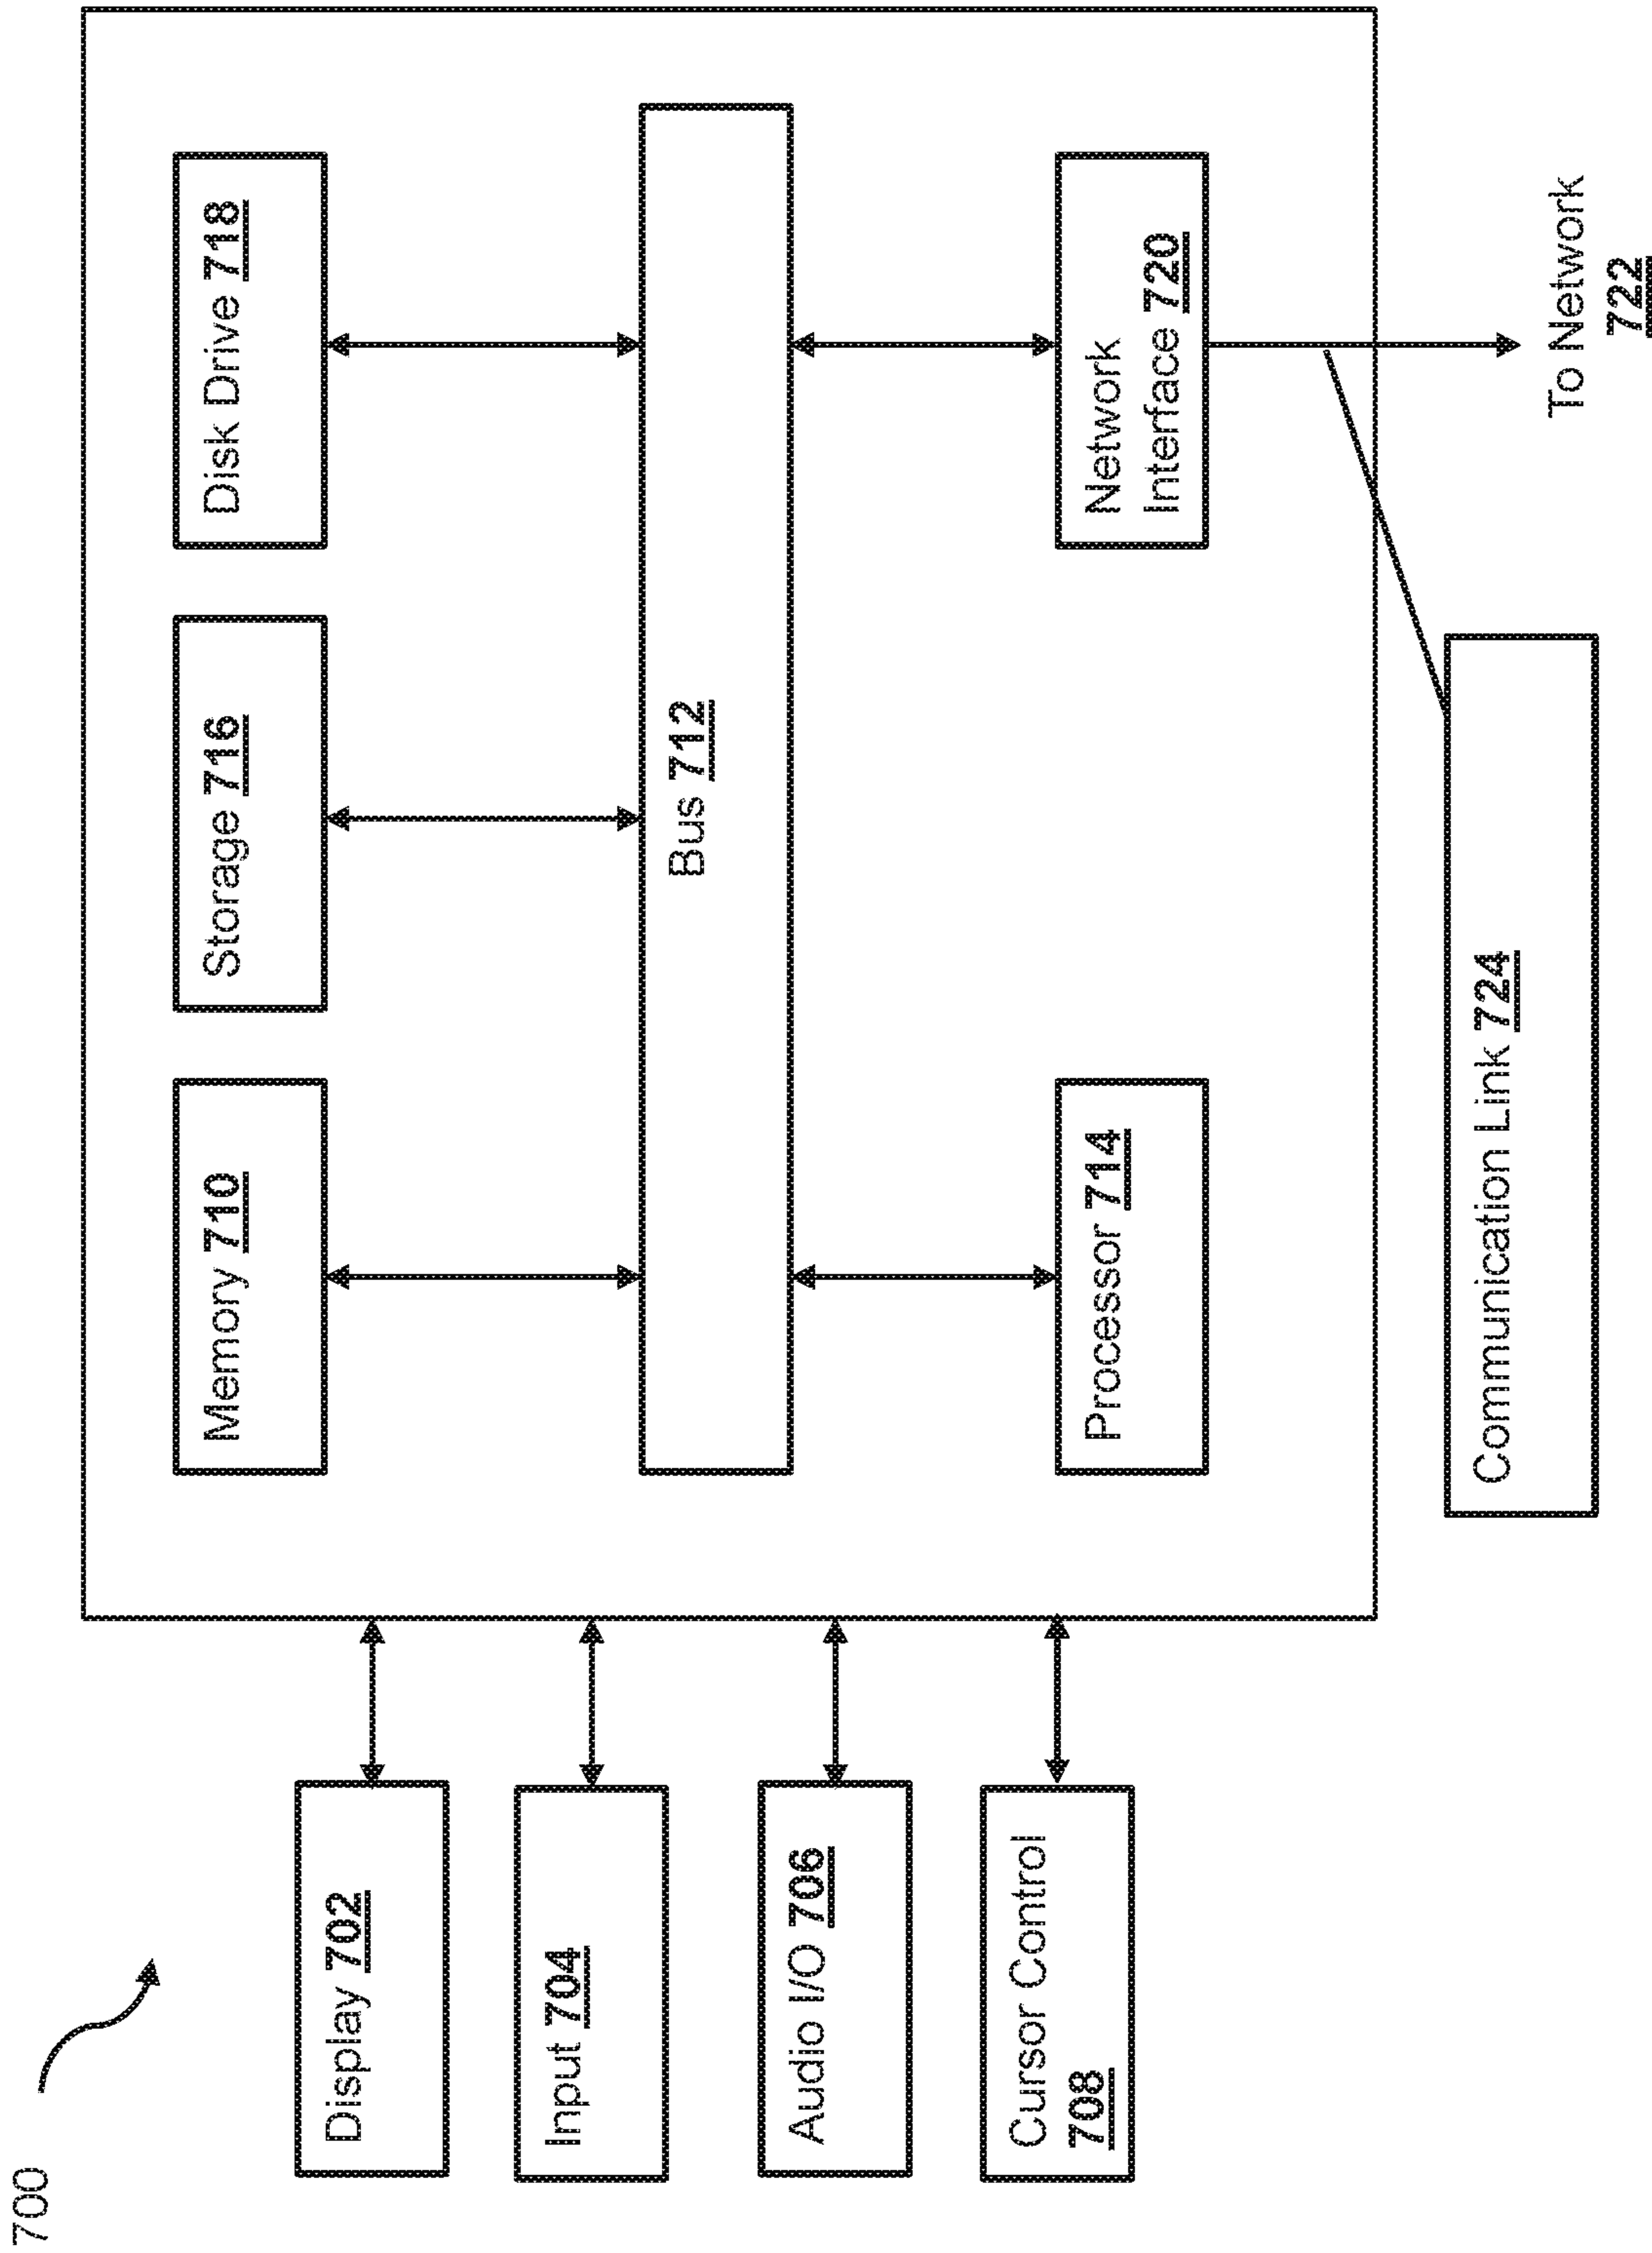 700
Display 702
Input 704
Audio I/O 706
Cursor Control
708
Memory 710
Storage 716
Disk Drive 718
Bus 712
Processor 714
Network
Interface 720
Communication Link 724
To Network
722